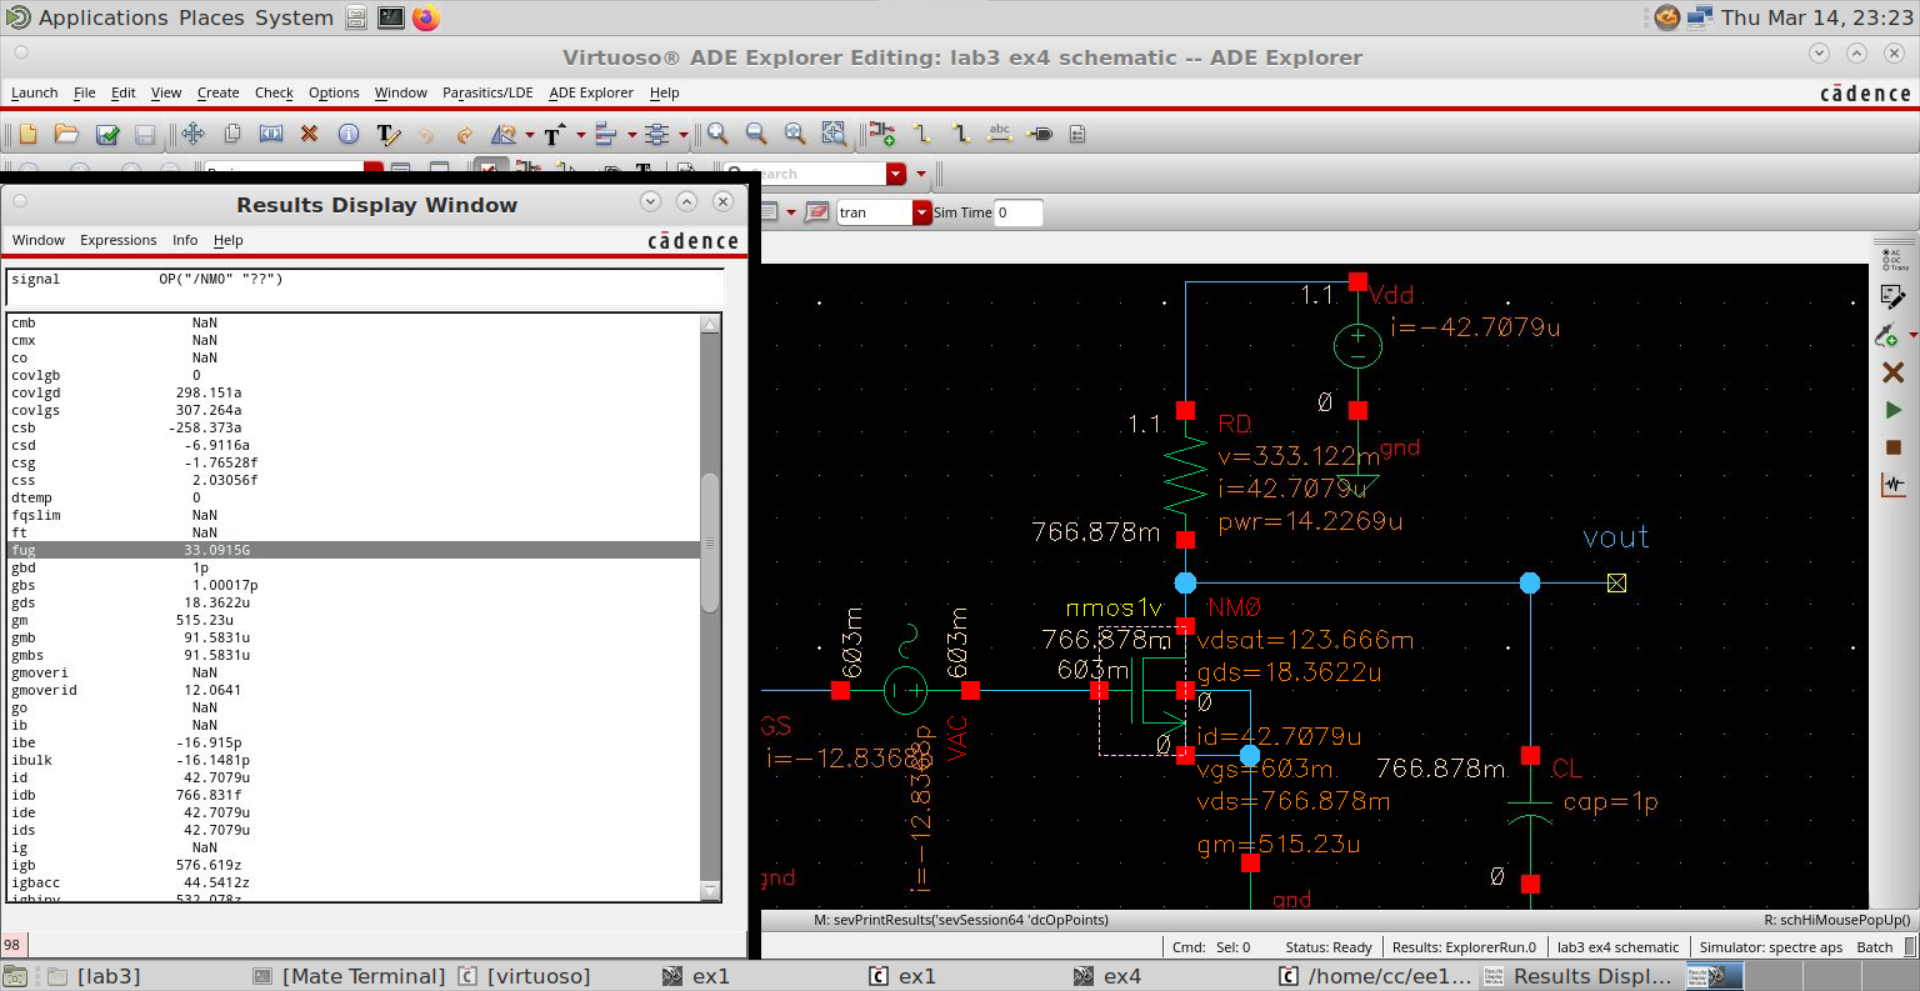 Applications Places System
Thu Mar 14, 23:23
Virtuoso® ADE Explorer Editing: lab3 ex4 schematic -- ADE Explorer
Launch File Edit View Create Check Options Window Parasitics/LDE ADE Explorer Help
cādence
abc
earch
tran
Sim Time 0
Results Display Window
Window Expressions Info Help
cādence
signal OP("/NM0" "??")
cmb NaN
cmx NaN
co NaN
covlgb 0
covlgd 298.151a
covlgs 307.264a
csb -258.373a
csd -6.9116a
csg -1.76528f
css 2.03056f
dtemp 0
fqslim NaN
ft NaN
fug 33.0915G
gbd 1p
gbs 1.00017p
gds 18.3622u
gm 515.23u
gmb 91.5831u
gmbs 91.5831u
gmoveri NaN
gmoverid 12.0641
go NaN
ib NaN
ibe -16.915p
ibulk -16.1481p
id 42.7079u
idb 766.831f
ide 42.7079u
ids 42.7079u
ig NaN
igb 576.619z
igbacc 44.5412z
igbinv 532.078z
98
AC
DC
Trans
1.1
Vdd
i=-42.7079u
0
gnd
1.1
RD
v=333.122m
i=42.7079u
pwr=14.2269u
766.878m
vout
nmos1v
NM0
766.878m
vdsat=123.666m
603m
gds=18.3622u
603m
603m
0
0
GS
VAC
id=42.7079u
i=-12.8368p
i=-12.8368p
vgs=603m
766.878m
CL
vds=766.878m
cap=1p
gm=515.23u
gnd
0
gnd
M: sevPrintResults('sevSession64 'dcOpPoints)
R: schHiMousePopUp()
Cmd: Sel: 0 Status: Ready Results: ExplorerRun.0 lab3 ex4 schematic Simulator: spectre aps Batch
[lab3] [Mate Terminal] [virtuoso] ex1 ex1 ex4 /home/cc/ee1... Results Displ...